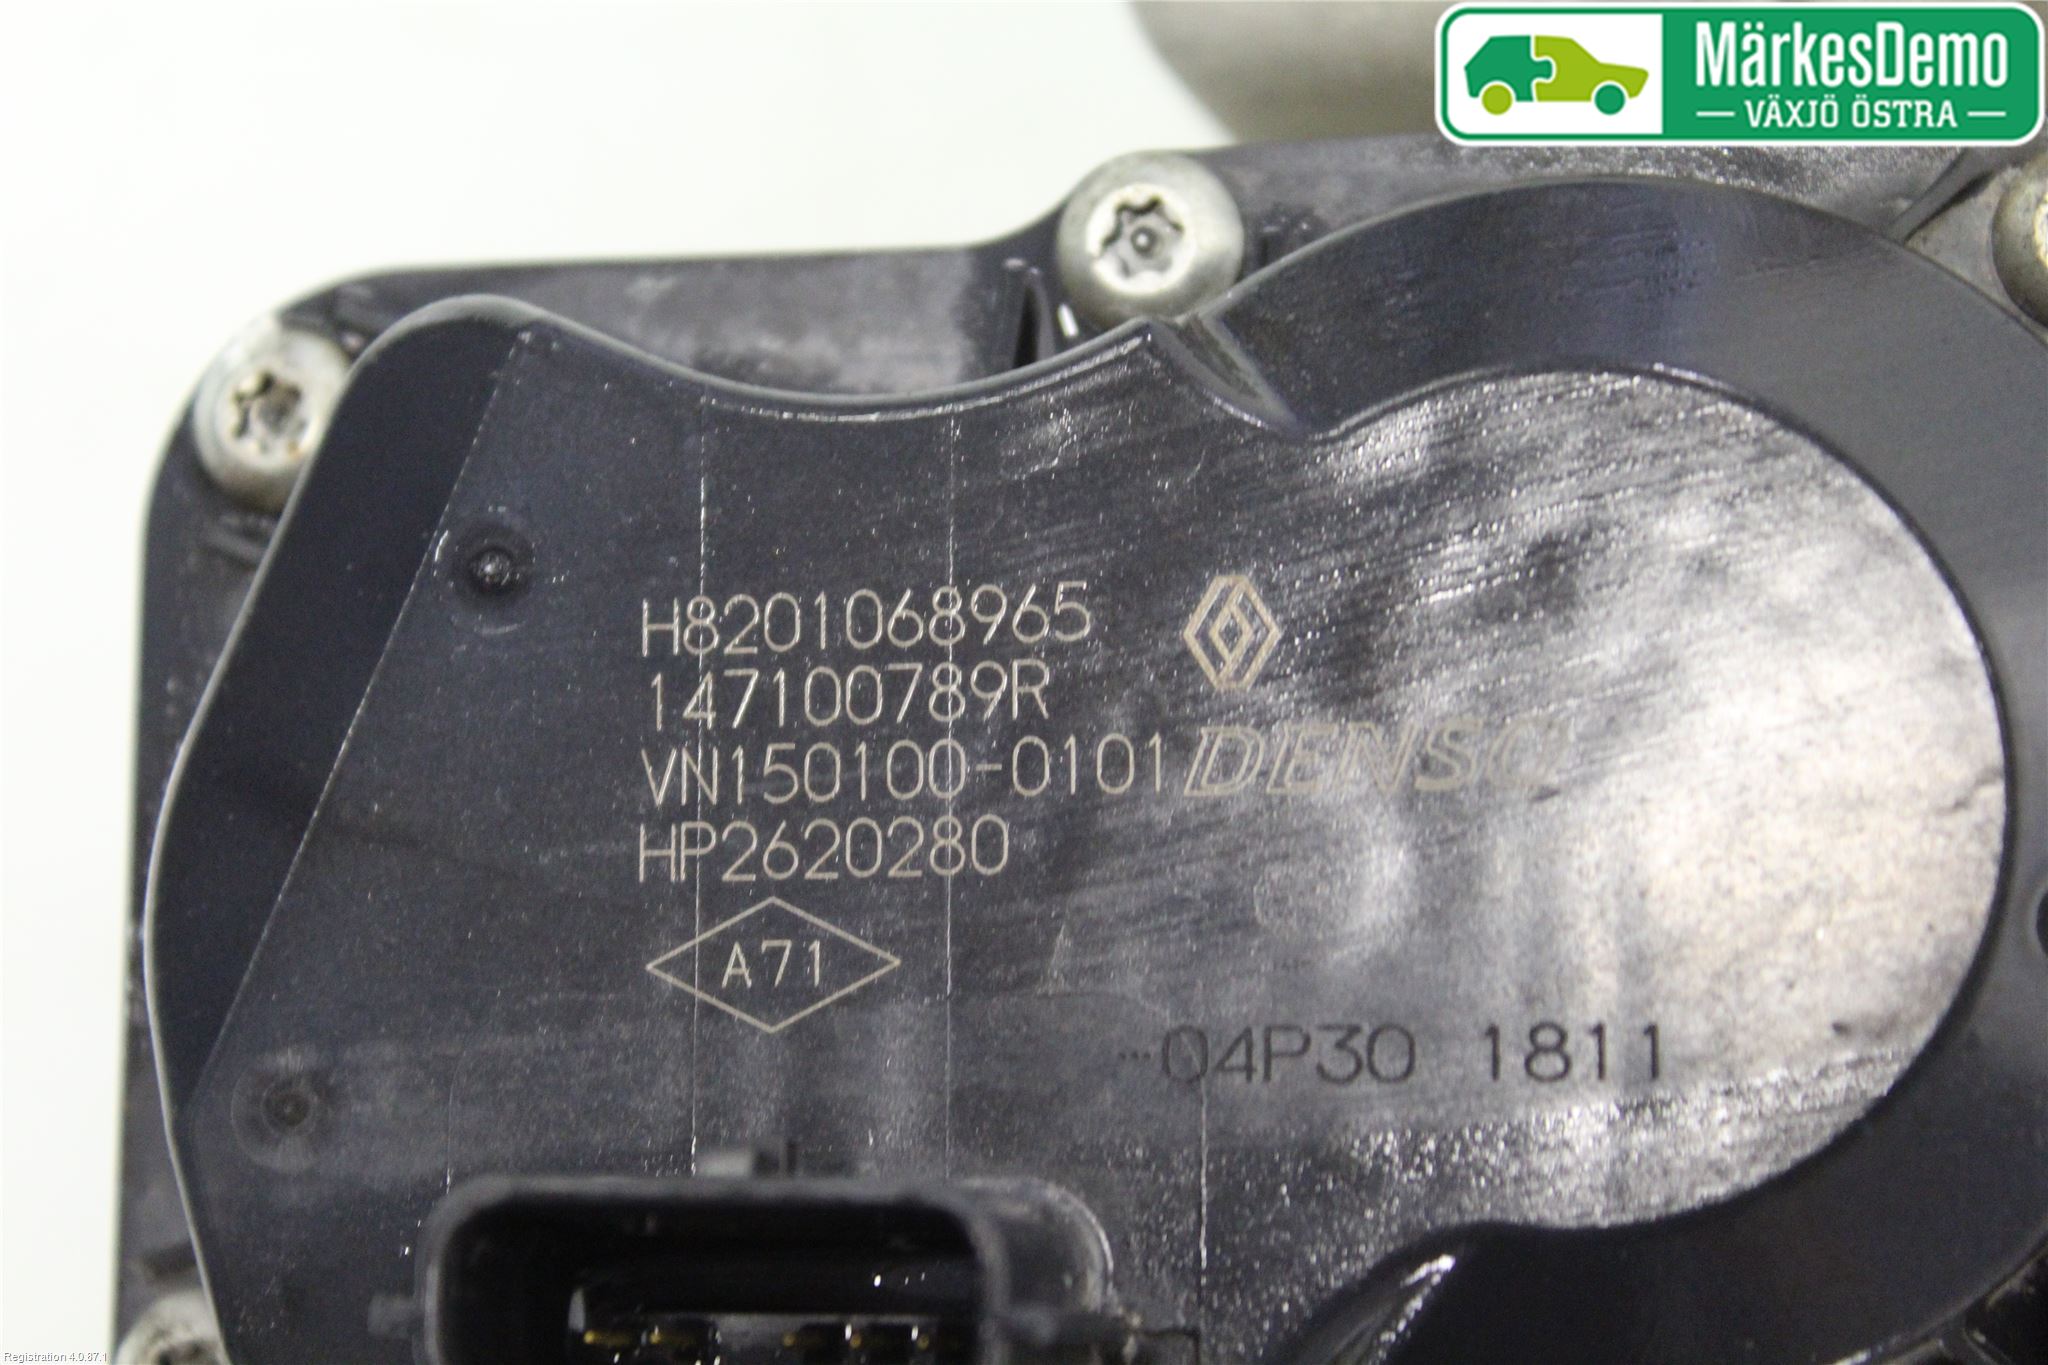 MärkesDemo
VÄXJÖ ÖSTRA
H8201068965
147100789R
VN150100-0101 DENSO
HP2620280
A71
04P30 1811
Registration 4.0.87.1